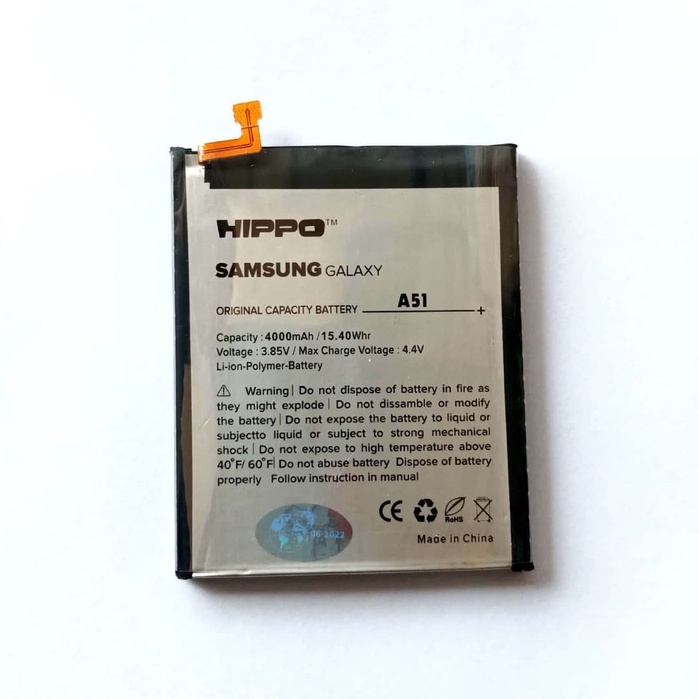 HIPPO™
SAMSUNG GALAXY
ORIGINAL CAPACITY BATTERY A51 +
Capacity : 4000mAh / 15.40Whr
Voltage : 3.85V / Max Charge Voltage : 4.4V
Li-ion-Polymer-Battery
Warning| Do not dispose of battery in fire as
they might explode | Do not dissamble or modify
the battery | Do not expose the battery to liquid or
subjectto liquid or subject to strong mechanical
shock | Do not expose to high temperature above
40°F/ 60°F| Do not abuse battery Dispose of battery
properly Follow instruction in manual
CE RoHS
06 2022
Made in China